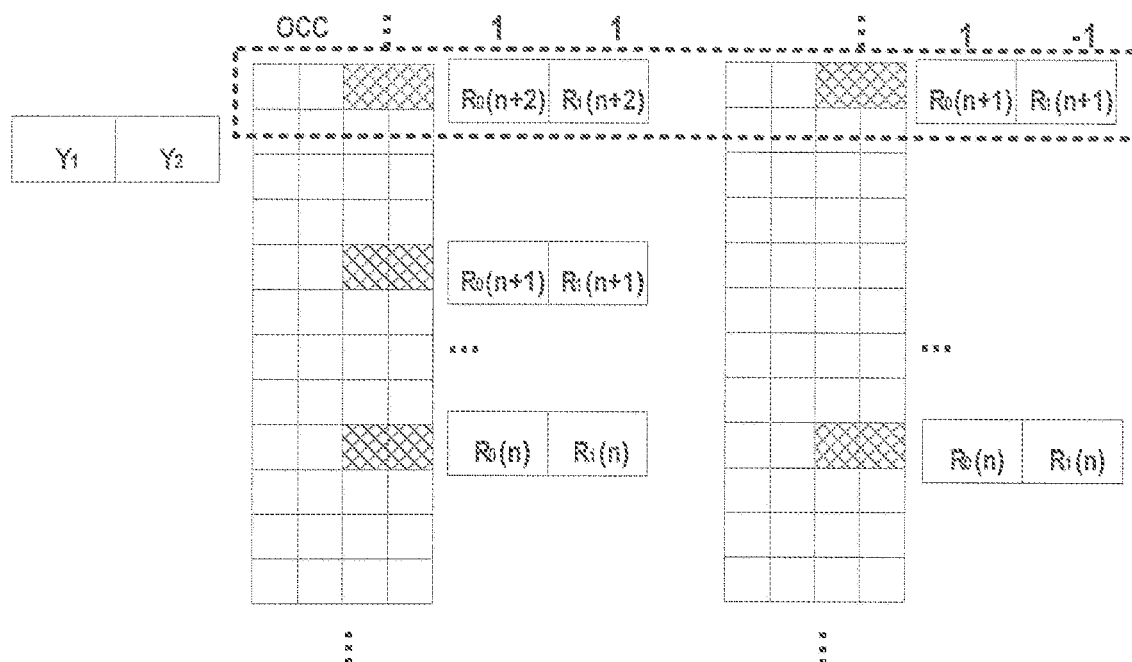 OCC 1 1 1 -1
R₀(n+2) R₁(n+2) R₀(n+1) R₁(n+1)
Y₁ Y₂
R₀(n+1) R₁(n+1)
... ...
R₀(n) R₁(n) R₀(n) R₁(n)